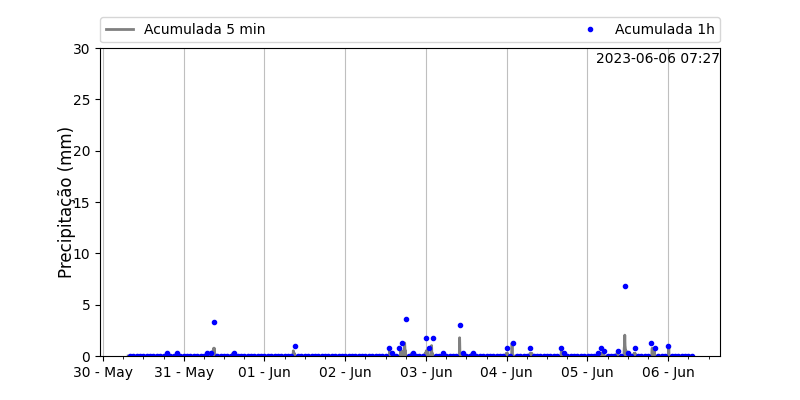 Acumulada 5 min
Acumulada 1h
2023-06-06 07:27
Precipitação (mm)
30
25
20
15
10
5
0
30 - May
31 - May
01 - Jun
02 - Jun
03 - Jun
04 - Jun
05 - Jun
06 - Jun